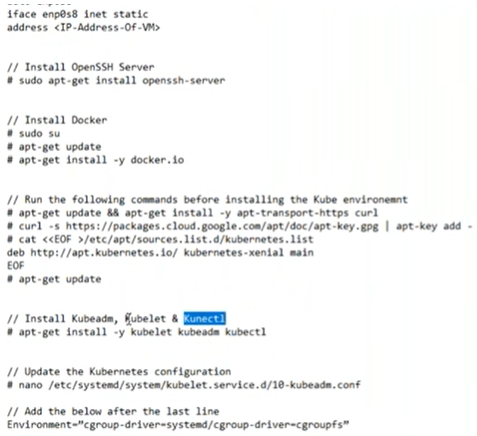 iface enp0s8 inet static
address <IP-Address-Of-VM>
// Install OpenSSH Server
# sudo apt-get install openssh-server
// Install Docker
# sudo su
# apt-get update
# apt-get install -y docker.io
// Run the following commands before installing the Kube environemnt
# apt-get update && apt-get install -y apt-transport-https curl
# curl -s https://packages.cloud.google.com/apt/doc/apt-key.gpg | apt-key add -
# cat <<EOF >/etc/apt/sources.list.d/kubernetes.list
deb http://apt.kubernetes.io/ kubernetes-xenial main
EOF
# apt-get update
// Install Kubeadm, Kubelet & Kunectl
# apt-get install -y kubelet kubeadm kubectl
// Update the Kubernetes configuration
# nano /etc/systemd/system/kubelet.service.d/10-kubeadm.conf
// Add the below after the last line
Environment="cgroup-driver=systemd/cgroup-driver=cgroupfs"